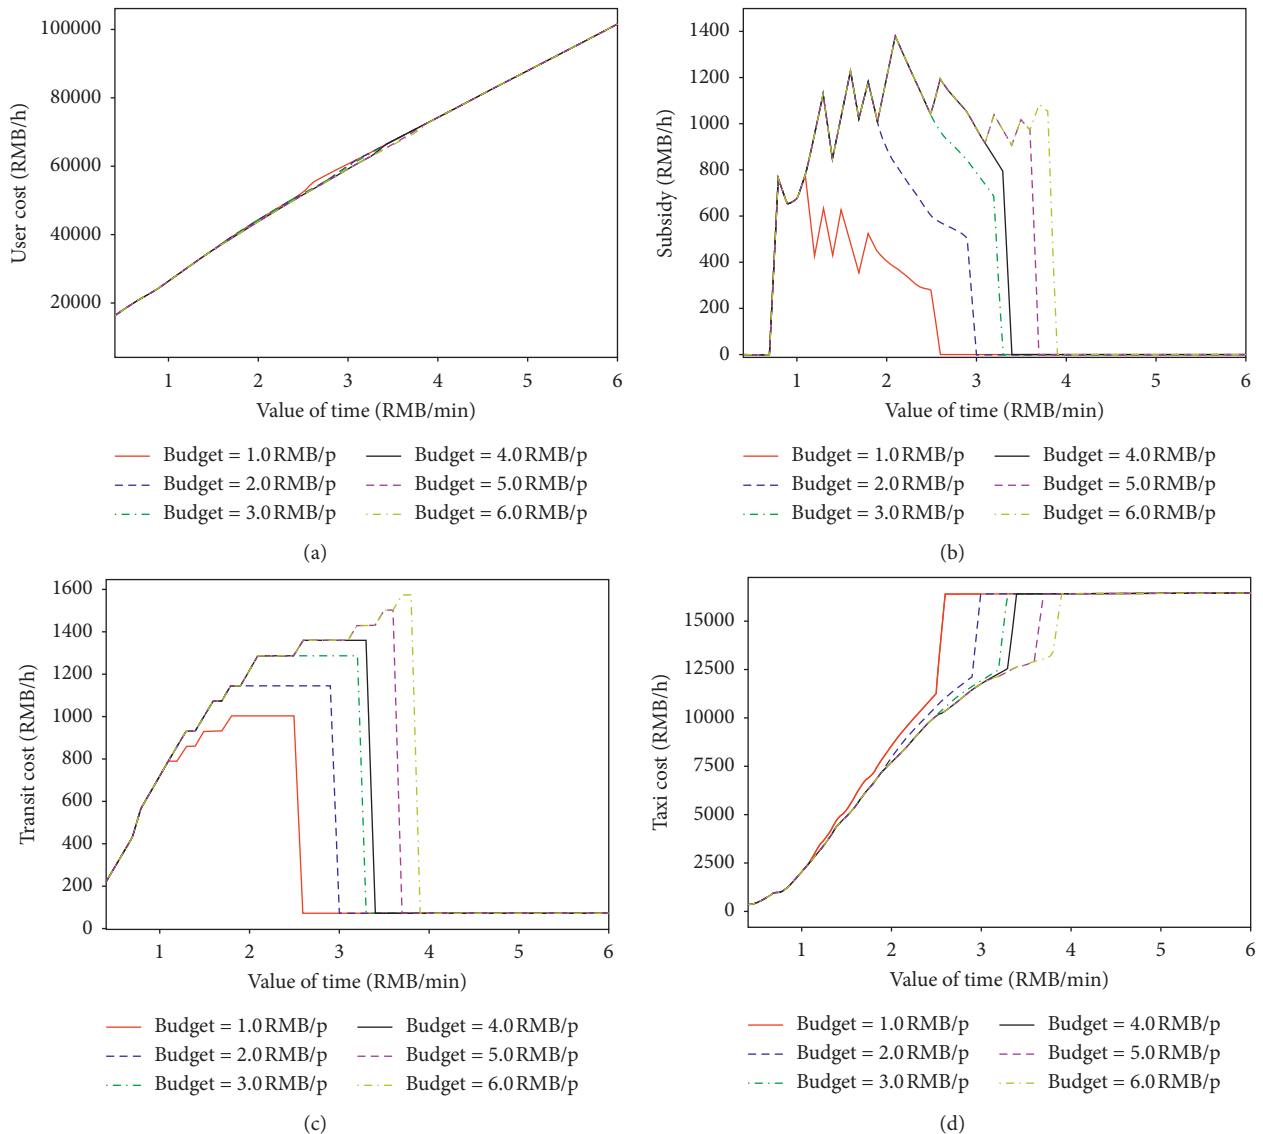 100000
80000
60000
40000
20000
User cost (RMB/h)
1 2 3 4 5 6
Value of time (RMB/min)
Budget = 1.0 RMB/p
Budget = 2.0 RMB/p
Budget = 3.0 RMB/p
Budget = 4.0 RMB/p
Budget = 5.0 RMB/p
Budget = 6.0 RMB/p
(a)
1400
1200
1000
800
600
400
200
0
Subsidy (RMB/h)
1 2 3 4 5 6
Value of time (RMB/min)
Budget = 1.0 RMB/p
Budget = 2.0 RMB/p
Budget = 3.0 RMB/p
Budget = 4.0 RMB/p
Budget = 5.0 RMB/p
Budget = 6.0 RMB/p
(b)
1600
1400
1200
1000
800
600
400
200
0
Transit cost (RMB/h)
1 2 3 4 5 6
Value of time (RMB/min)
Budget = 1.0 RMB/p
Budget = 2.0 RMB/p
Budget = 3.0 RMB/p
Budget = 4.0 RMB/p
Budget = 5.0 RMB/p
Budget = 6.0 RMB/p
(c)
15000
12500
10000
7500
5000
2500
0
Taxi cost (RMB/h)
1 2 3 4 5 6
Value of time (RMB/min)
Budget = 1.0 RMB/p
Budget = 2.0 RMB/p
Budget = 3.0 RMB/p
Budget = 4.0 RMB/p
Budget = 5.0 RMB/p
Budget = 6.0 RMB/p
(d)